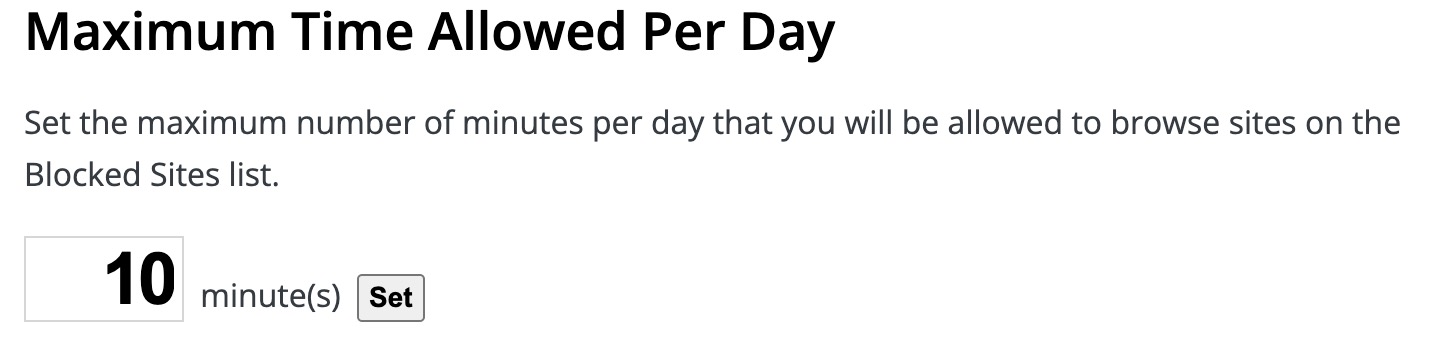 Maximum Time Allowed Per Day
Set the maximum number of minutes per day that you will be allowed to browse sites on the
Blocked Sites list.
10 minute(s) Set